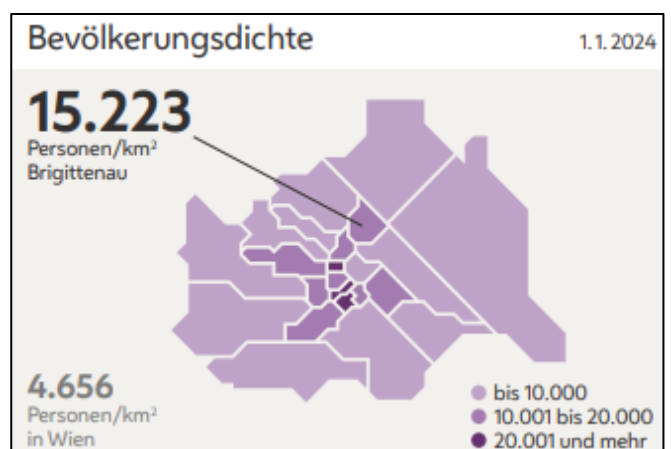 Bevölkerungsdichte 1.1.2024
15.223
Personen/km²
Brigittenau
4.656
Personen/km²
in Wien
bis 10.000
10.001 bis 20.000
20.001 und mehr